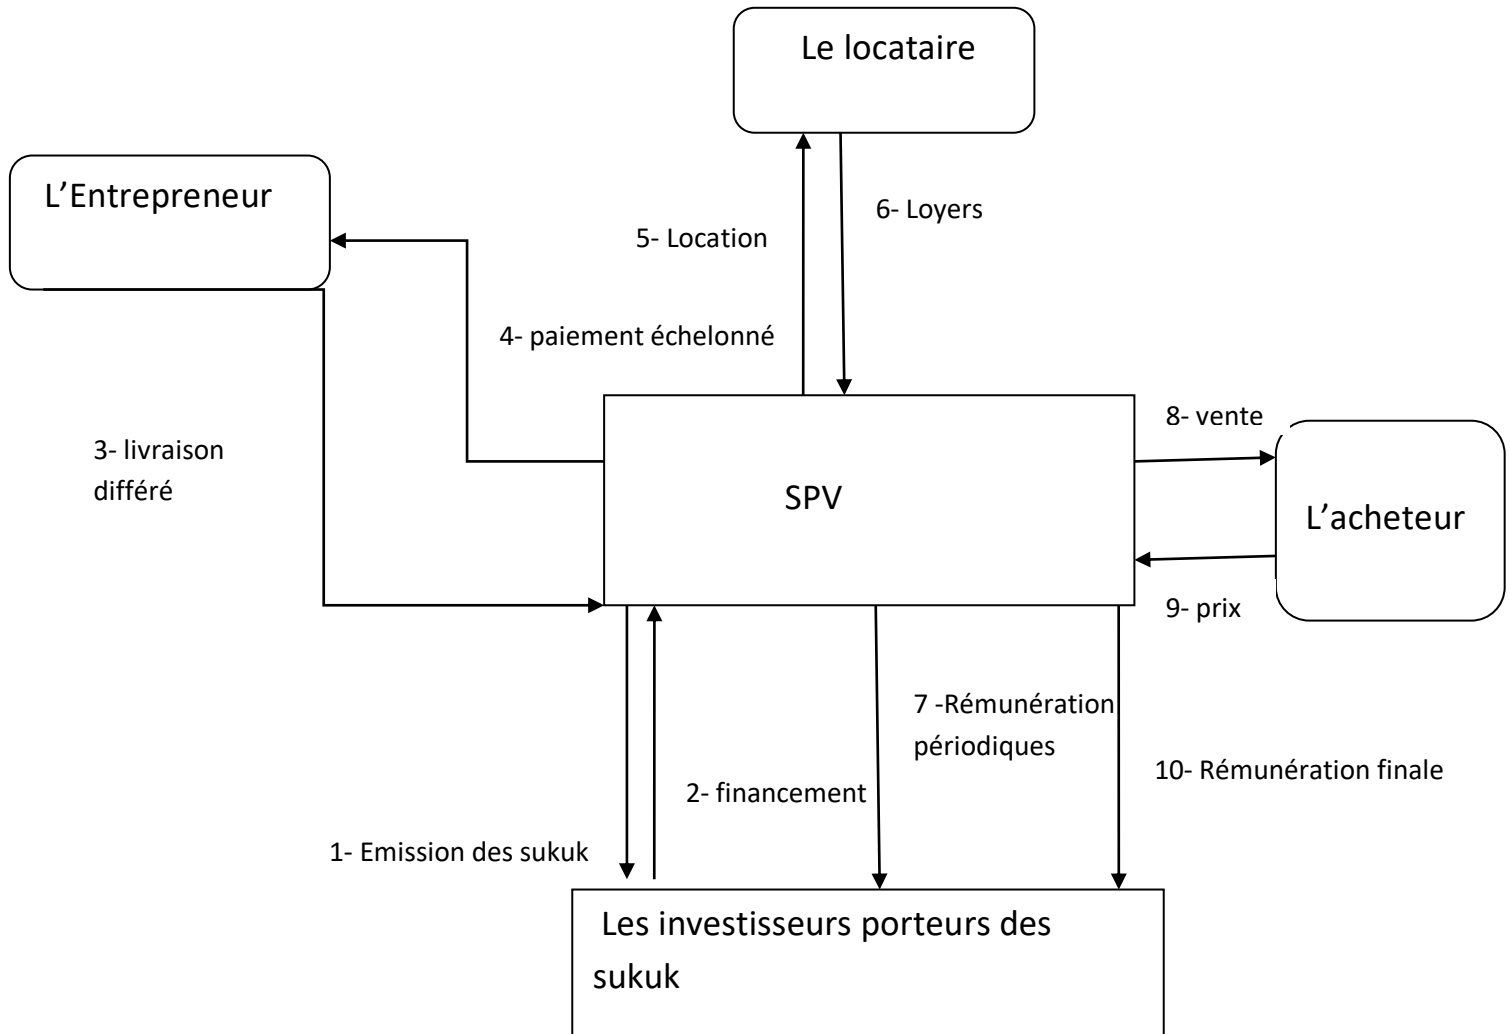 Le locataire
L’Entrepreneur
6- Loyers
5- Location
4- paiement échelonné
8- vente
3- livraison
différé
SPV
L’acheteur
9- prix
7 -Rémunération
périodiques
10- Rémunération finale
2- financement
1- Emission des sukuk
Les investisseurs porteurs des
sukuk